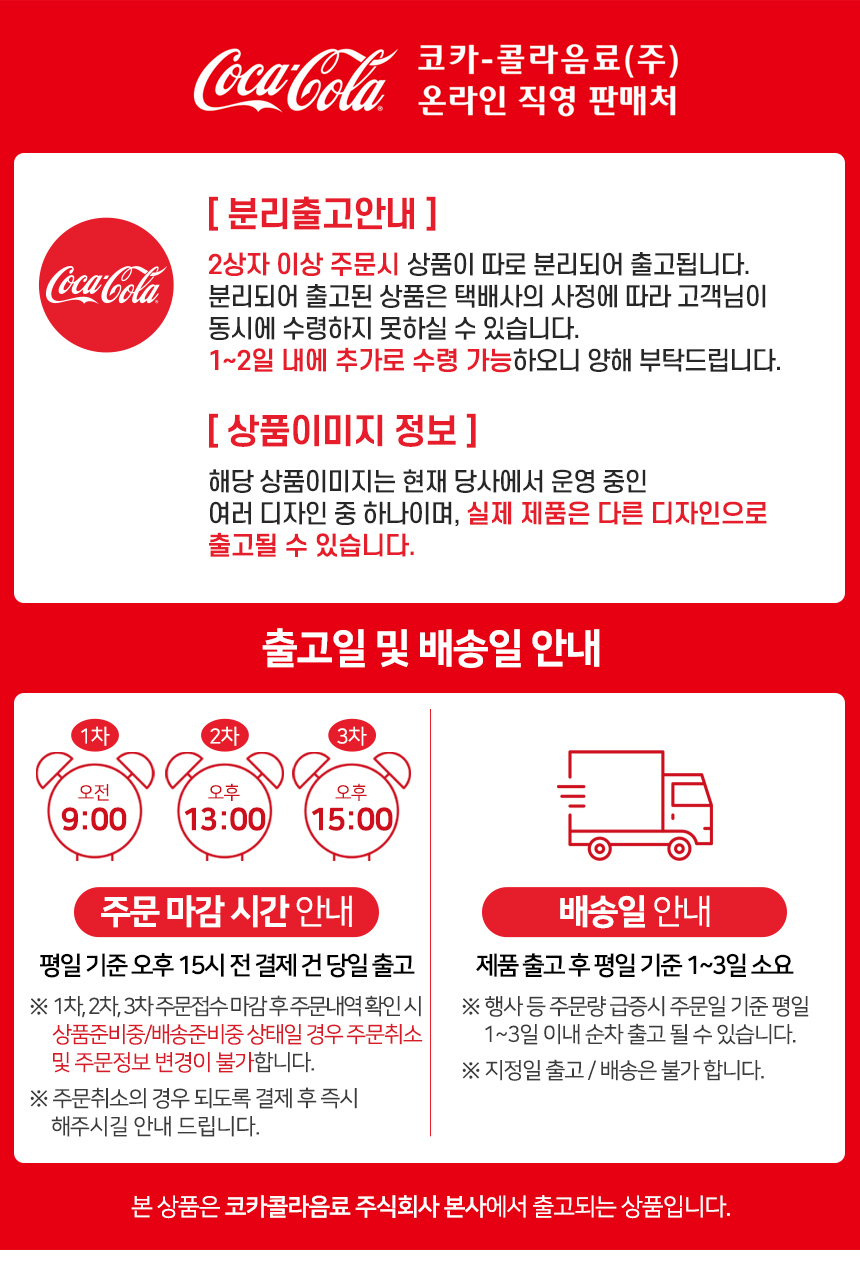 Coca-Cola
코카-콜라음료(주)
온라인 직영 판매처
Coca-Cola
[ 분리출고안내 ]
2상자 이상 주문시 상품이 따로 분리되어 출고됩니다.
분리되어 출고된 상품은 택배사의 사정에 따라 고객님이
동시에 수령하지 못하실 수 있습니다.
1~2일 내에 추가로 수령 가능하오니 양해 부탁드립니다.
[ 상품이미지 정보 ]
해당 상품이미지는 현재 당사에서 운영 중인
여러 디자인 중 하나이며, 실제 제품은 다른 디자인으로
출고될 수 있습니다.
출고일 및 배송일 안내
1차
오전
9:00
2차
오후
13:00
3차
오후
15:00
주문 마감 시간 안내
평일 기준 오후 15시 전 결제 건 당일 출고
※ 1차, 2차, 3차 주문접수 마감 후 주문내역 확인 시
상품준비중/배송준비중 상태일 경우 주문취소
및 주문정보 변경이 불가합니다.
※ 주문취소의 경우 되도록 결제 후 즉시
해주시길 안내 드립니다.
배송일 안내
제품 출고 후 평일 기준 1~3일 소요
※ 행사 등 주문량 급증시 주문일 기준 평일
1~3일 이내 순차 출고 될 수 있습니다.
※ 지정일 출고 / 배송은 불가 합니다.
본 상품은 코카콜라음료 주식회사 본사에서 출고되는 상품입니다.